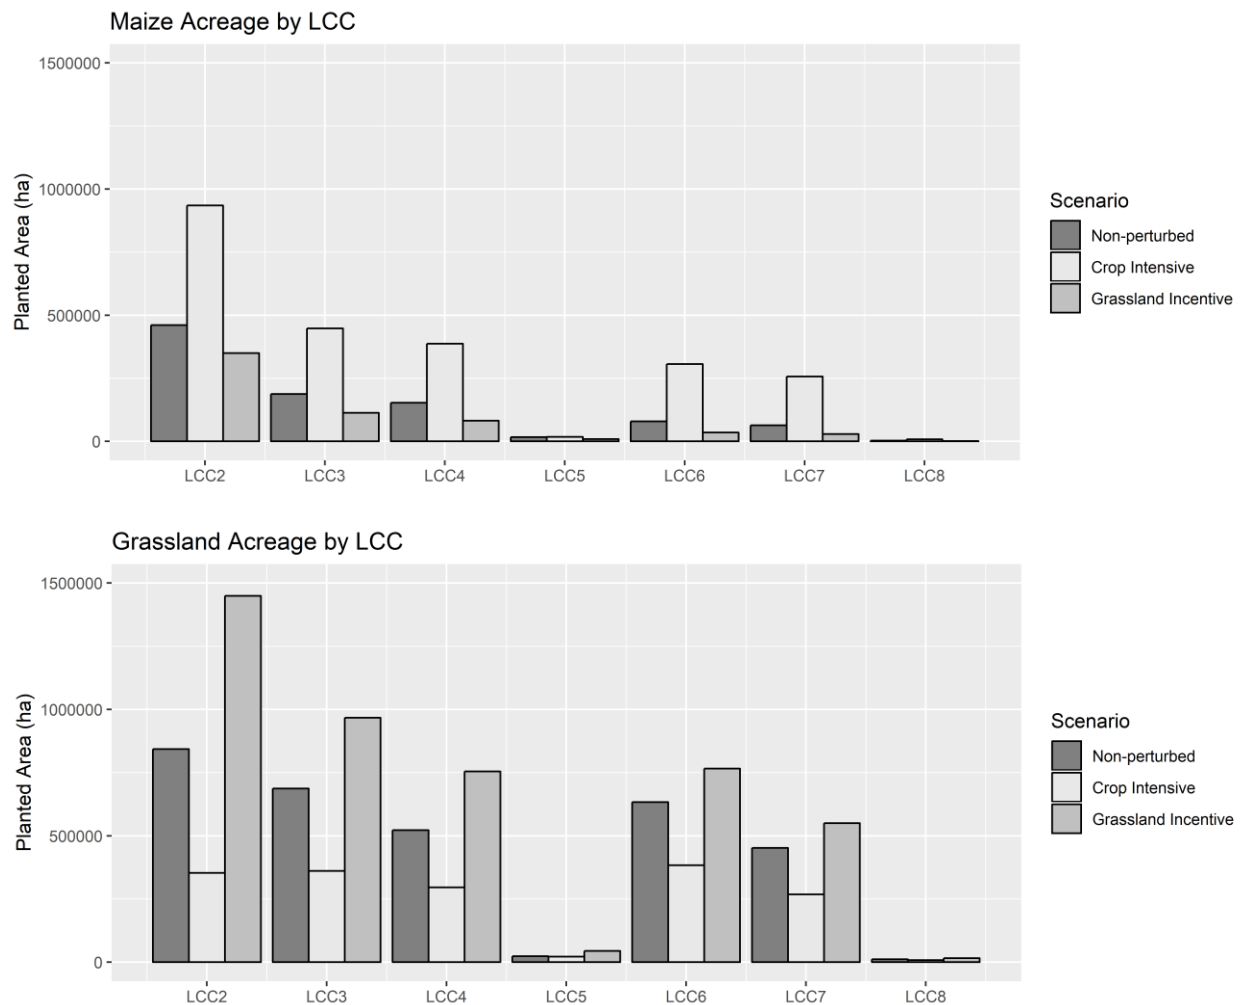 Maize Acreage by LCC
1500000
1000000
500000
0
Planted Area (ha)
LCC2 LCC3 LCC4 LCC5 LCC6 LCC7 LCC8
Scenario
Non-perturbed
Crop Intensive
Grassland Incentive
Grassland Acreage by LCC
1500000
1000000
500000
0
Planted Area (ha)
LCC2 LCC3 LCC4 LCC5 LCC6 LCC7 LCC8
Scenario
Non-perturbed
Crop Intensive
Grassland Incentive